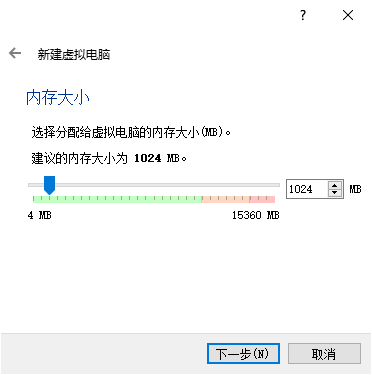 ?
新建虚拟电脑
内存大小
选择分配给虚拟电脑的内存大小(MB)。
建议的内存大小为 1024 MB。
1024 MB
4 MB 15360 MB
下一步(N) 取消